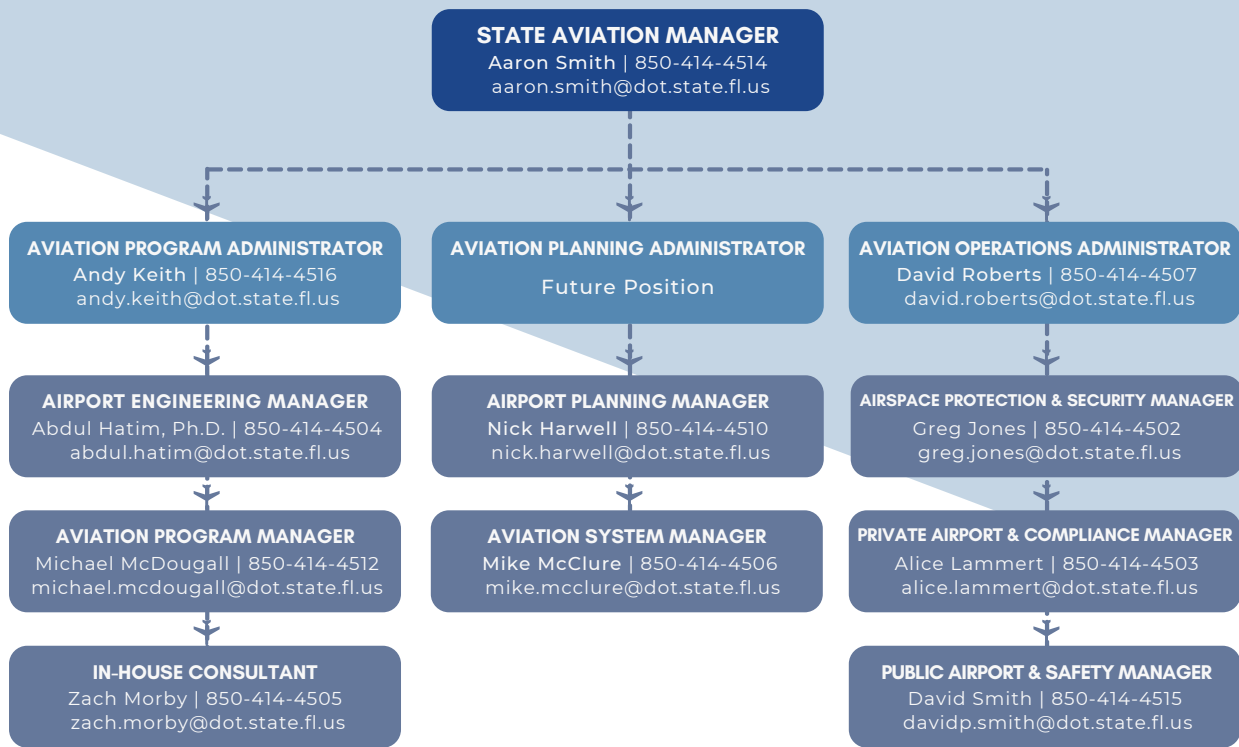 STATE AVIATION MANAGER
Aaron Smith | 850-414-4514
aaron.smith@dot.state.fl.us
AVIATION PROGRAM ADMINISTRATOR
Andy Keith | 850-414-4516
andy.keith@dot.state.fl.us
AVIATION PLANNING ADMINISTRATOR
Future Position
AVIATION OPERATIONS ADMINISTRATOR
David Roberts | 850-414-4507
david.roberts@dot.state.fl.us
AIRPORT ENGINEERING MANAGER
Abdul Hatim, Ph.D. | 850-414-4504
abdul.hatim@dot.state.fl.us
AIRPORT PLANNING MANAGER
Nick Harwell | 850-414-4510
nick.harwell@dot.state.fl.us
AIRSPACE PROTECTION & SECURITY MANAGER
Greg Jones | 850-414-4502
greg.jones@dot.state.fl.us
AVIATION PROGRAM MANAGER
Michael McDougall | 850-414-4512
michael.mcdougall@dot.state.fl.us
AVIATION SYSTEM MANAGER
Mike McClure | 850-414-4506
mike.mcclure@dot.state.fl.us
PRIVATE AIRPORT & COMPLIANCE MANAGER
Alice Lammert | 850-414-4503
alice.lammert@dot.state.fl.us
IN-HOUSE CONSULTANT
Zach Morby | 850-414-4505
zach.morby@dot.state.fl.us
PUBLIC AIRPORT & SAFETY MANAGER
David Smith | 850-414-4515
davidp.smith@dot.state.fl.us